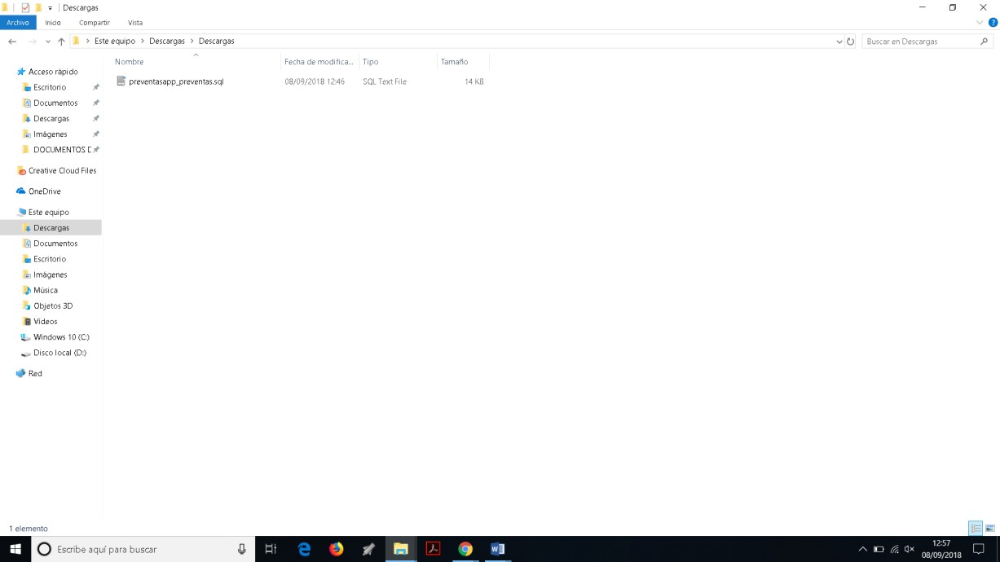 Descargas
Archivo Inicio Compartir Vista
Este equipo > Descargas > Descargas Buscar en Descargas
Nombre Fecha de modifica... Tipo Tamaño
preventasapp_preventas.sql 08/09/2018 12:46 SQL Text File 14 KB
Acceso rápido
Escritorio
Documentos
Descargas
Imágenes
DOCUMENTOS D
Creative Cloud Files
OneDrive
Este equipo
Descargas
Documentos
Escritorio
Imágenes
Música
Objetos 3D
Vídeos
Windows 10 (C:)
Disco local (D:)
Red
1 elemento
Escribe aquí para buscar
12:57
08/09/2018